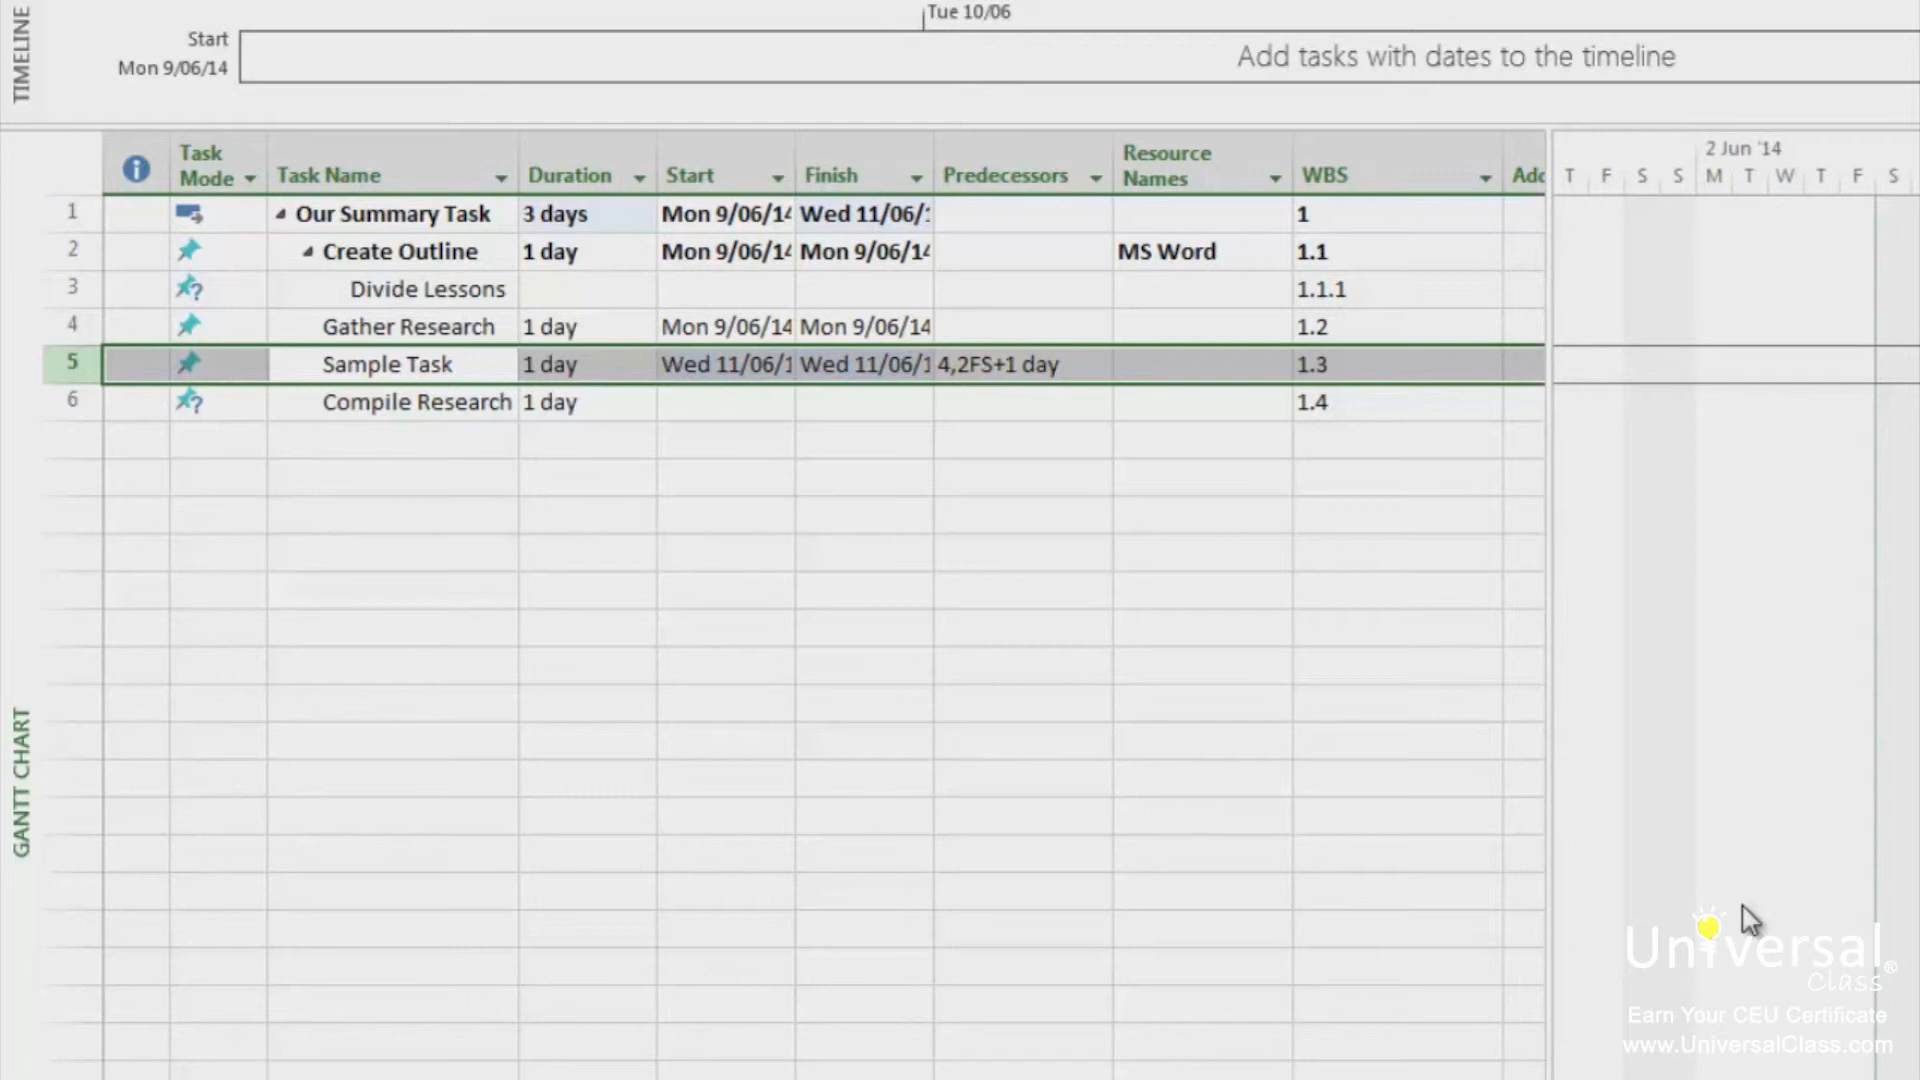 TIMELINE
Tue 10/06
Start
Mon 9/06/14
Add tasks with dates to the timeline
Task Mode Task Name Duration Start Finish Predecessors Resource Names WBS Add
2 Jun '14
T F S S M T W T F S
1 Our Summary Task 3 days Mon 9/06/14 Wed 11/06/1 1
2 Create Outline 1 day Mon 9/06/14 Mon 9/06/14 MS Word 1.1
3 Divide Lessons 1.1.1
4 Gather Research 1 day Mon 9/06/14 Mon 9/06/14 1.2
5 Sample Task 1 day Wed 11/06/1 Wed 11/06/1 4,2FS+1 day 1.3
6 Compile Research 1 day 1.4
GANTT CHART
Universal
Class®
Earn Your CEU Certificate
www.UniversalClass.com